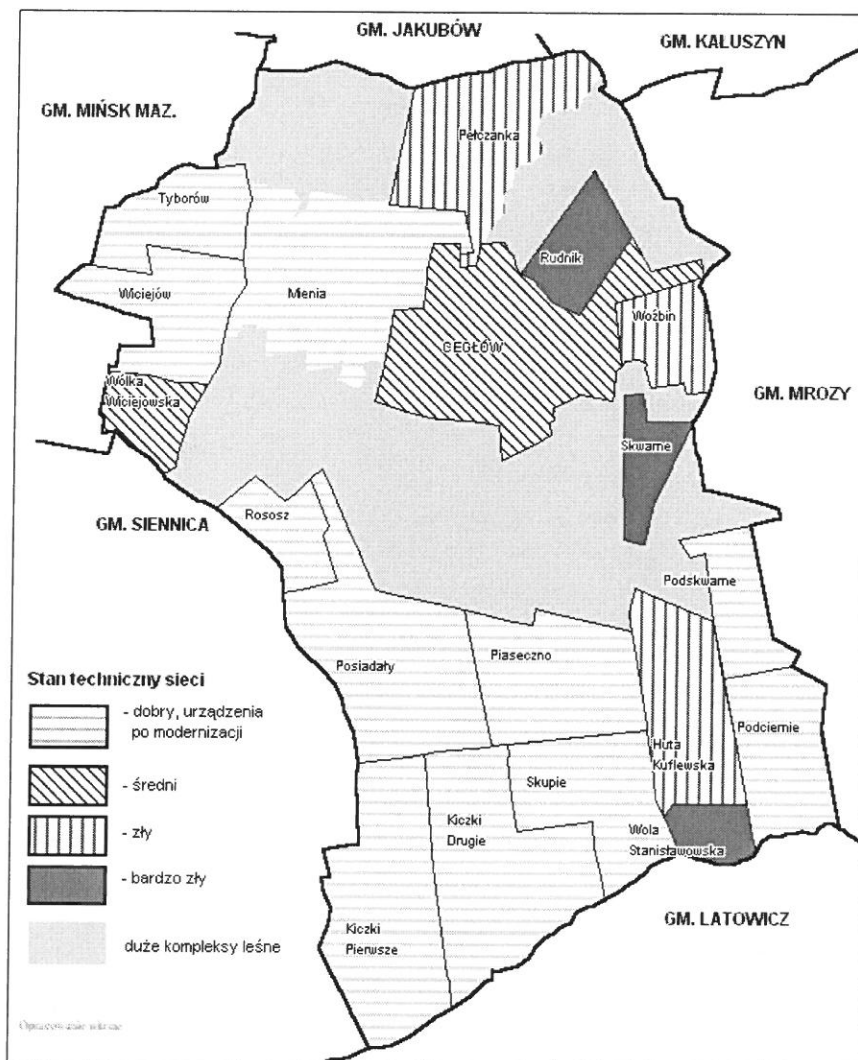 GM. JAKUBÓW
GM. KAŁUSZYN
GM. MIŃSK MAZ.
Pełczanka
Tyborów
Rudnik
Wiciejów
Mienia
Woźbin
CEGŁÓW
Wólka
Wiciejowska
GM. MROZY
Skwarne
Rososz
GM. SIENNICA
Podskwarne
Piaseczno
Posiadały
Stan techniczny sieci
- dobry, urządzenia
po modernizacji
Podciernie
Huta
Kuflewska
- średni
Skupie
Kiczki
Drugie
- zły
Wola
Stanisławowska
- bardzo zły
GM. LATOWICZ
Kiczki
Pierwsze
duże kompleksy leśne
Opracowanie własne